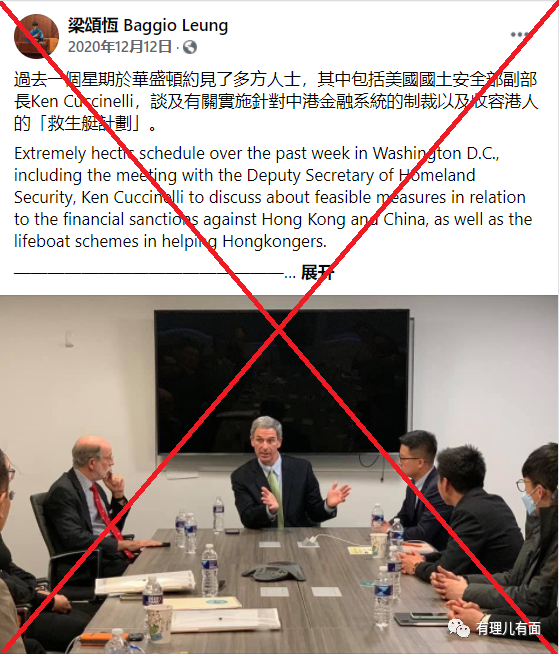 梁頌恆 Baggio Leung
2020年12月12日 ·
過去一個星期於華盛頓約見了多方人士，其中包括美國國土安全部副部
長Ken Cuccinelli，談及有關實施針對中港金融系統的制裁以及收容港人
的「救生艇計劃」。
Extremely hectic schedule over the past week in Washington D.C.,
including the meeting with the Deputy Secretary of Homeland
Security, Ken Cuccinelli to discuss about feasible measures in relation
to the financial sanctions against Hong Kong and China, as well as the
lifeboat schemes in helping Hongkongers.
——————————————————... 展开
有理儿有面